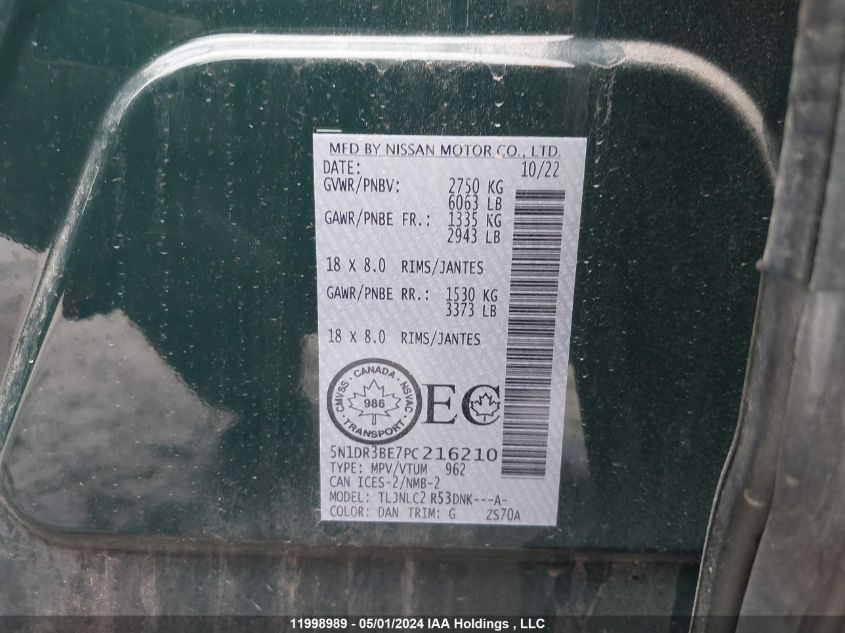 MFD BY NISSAN MOTOR CO., LTD.
DATE: 10/22
GVWR/PNBV: 2750 KG
6063 LB
GAWR/PNBE FR.: 1335 KG
2943 LB
18 X 8.0 RIMS/JANTES
GAWR/PNBE RR.: 1530 KG
3373 LB
18 X 8.0 RIMS/JANTES
CANADA
CMVSS 986 NSVAC
TRANSPORT
EC
5N1DR3BE7PC216210
TYPE: MPV/VTUM 962
CAN ICES-2/NMB-2
MODEL: TLJNLC2 R53DNK---A-
COLOR: DAN TRIM: G ZS70A
11998989 - 05/01/2024 IAA Holdings , LLC